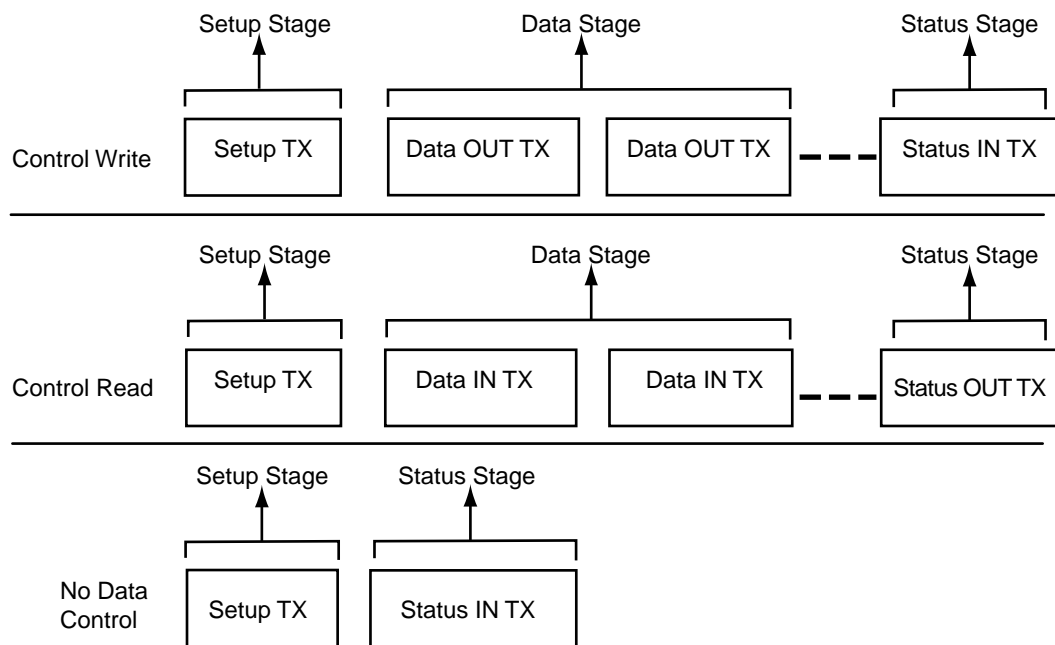 Setup Stage Data Stage Status Stage
Control Write Setup TX Data OUT TX Data OUT TX Status IN TX
Setup Stage Data Stage Status Stage
Control Read Setup TX Data IN TX Data IN TX Status OUT TX
Setup Stage Status Stage
No Data
Control
Setup TX Status IN TX